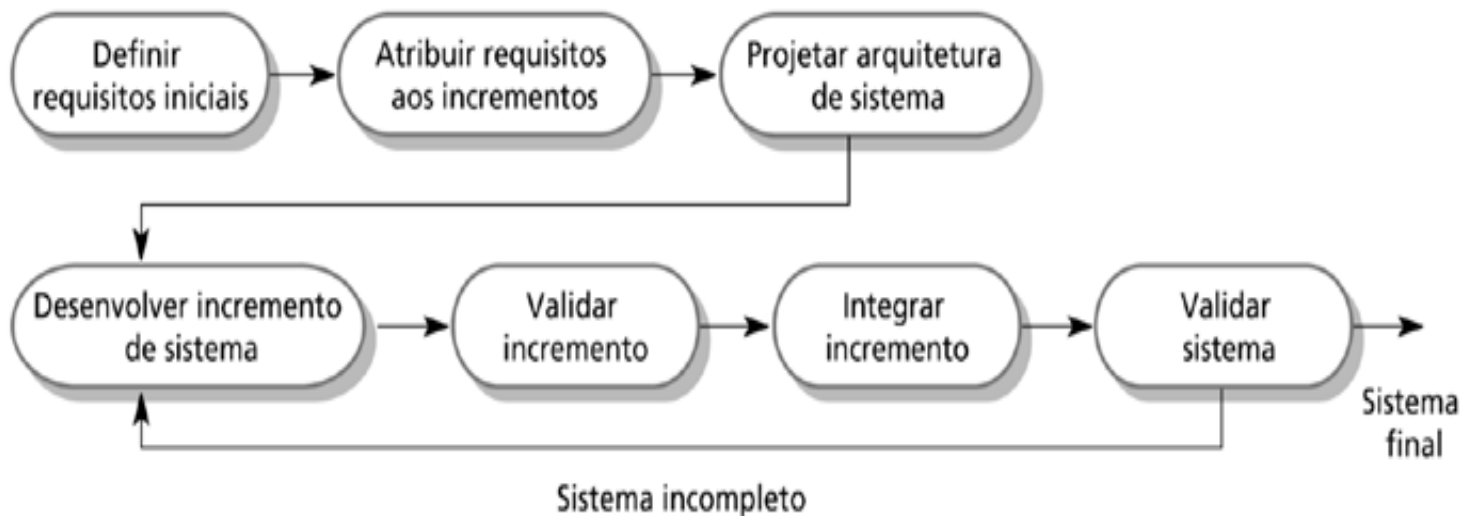 Definir
requisitos iniciais
Atribuir requisitos
aos incrementos
Projetar arquitetura
de sistema
Desenvolver incremento
de sistema
Validar
incremento
Integrar
incremento
Validar
sistema
Sistema
final
Sistema incompleto